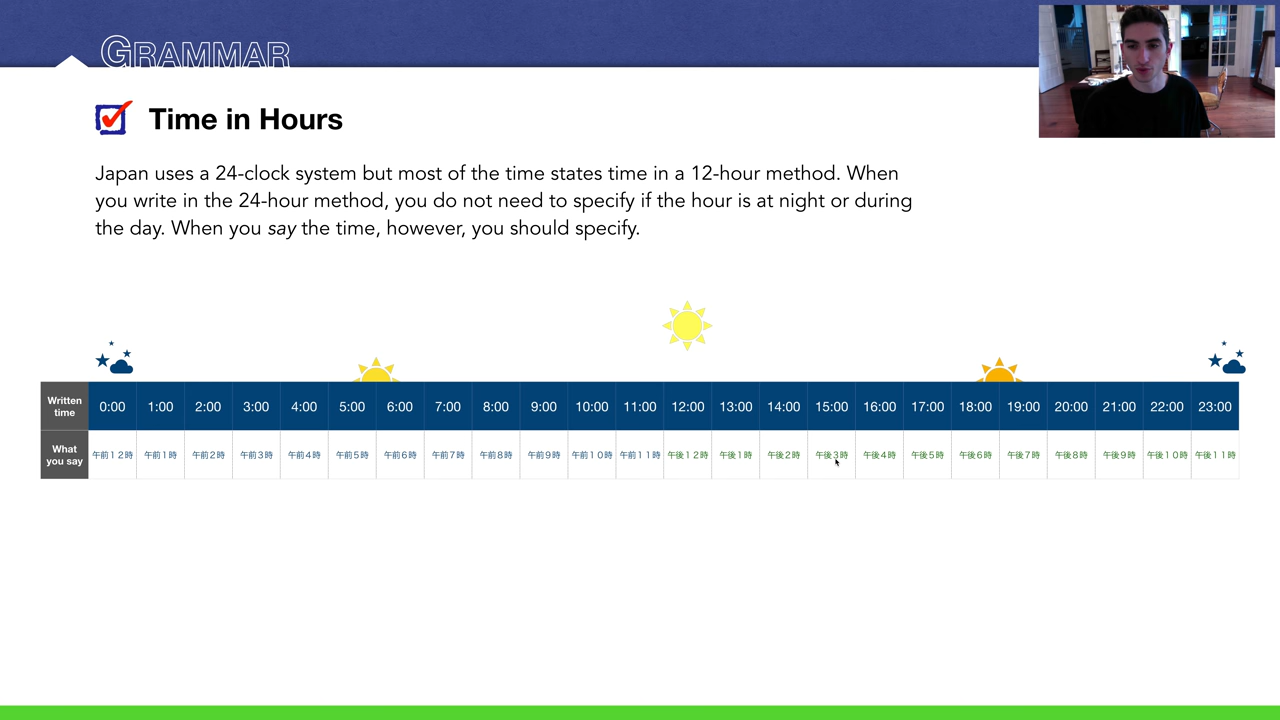 GRAMMAR
Time in Hours
Japan uses a 24-clock system but most of the time states time in a 12-hour method. When
you write in the 24-hour method, you do not need to specify if the hour is at night or during
the day. When you say the time, however, you should specify.
Written time 0:00 1:00 2:00 3:00 4:00 5:00 6:00 7:00 8:00 9:00 10:00 11:00 12:00 13:00 14:00 15:00 16:00 17:00 18:00 19:00 20:00 21:00 22:00 23:00
What you say 午前12時 午前1時 午前2時 午前3時 午前4時 午前5時 午前6時 午前7時 午前8時 午前9時 午前10時 午前11時 午後12時 午後1時 午後2時 午後3時 午後4時 午後5時 午後6時 午後7時 午後8時 午後9時 午後10時 午後11時